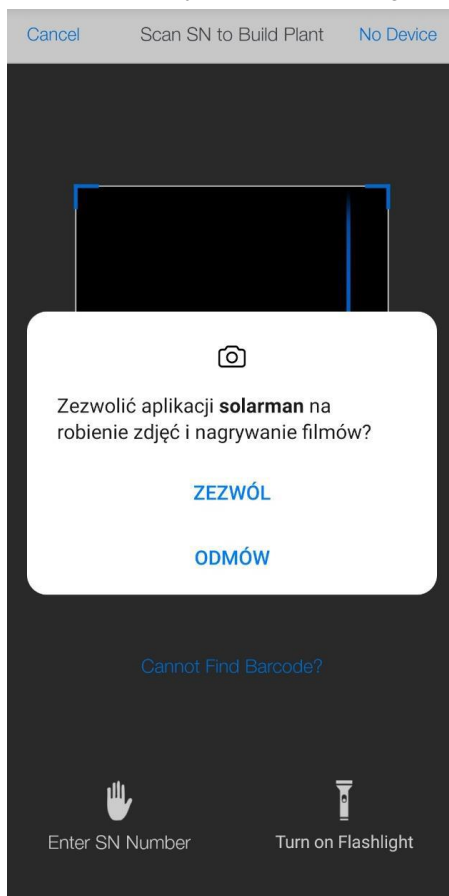 Cancel Scan SN to Build Plant No Device
Zezwolić aplikacji solarman na
robienie zdjęć i nagrywanie filmów?
ZEZWÓL
ODMÓW
Cannot Find Barcode?
Enter SN Number Turn on Flashlight